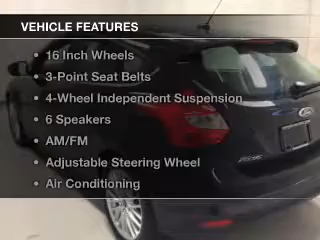 VEHICLE FEATURES
• 16 Inch Wheels
• 3-Point Seat Belts
• 4-Wheel Independent Suspension
• 6 Speakers
• AM/FM
• Adjustable Steering Wheel
• Air Conditioning
Ford